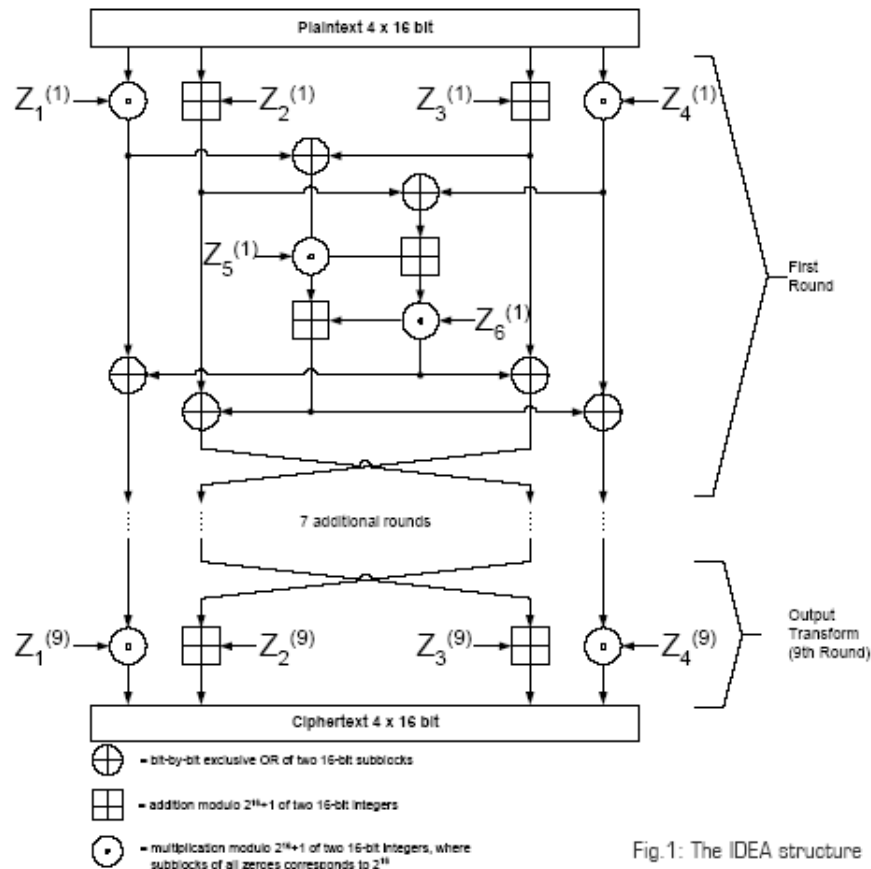 Plaintext 4 x 16 bit
Z₁⁽¹⁾ Z₂⁽¹⁾ Z₃⁽¹⁾ Z₄⁽¹⁾
Z₅⁽¹⁾
Z₆⁽¹⁾
First
Round
7 additional rounds
Z₁⁽⁹⁾ Z₂⁽⁹⁾ Z₃⁽⁹⁾ Z₄⁽⁹⁾
Output
Transform
(9th Round)
Ciphertext 4 x 16 bit
= bit-by-bit exclusive OR of two 16-bit subblocks
= addition modulo 2¹⁶+1 of two 16-bit integers
= multiplication modulo 2¹⁶+1 of two 16-bit integers, where
subblocks of all zeroes corresponds to 2¹⁶
Fig.1: The IDEA structure